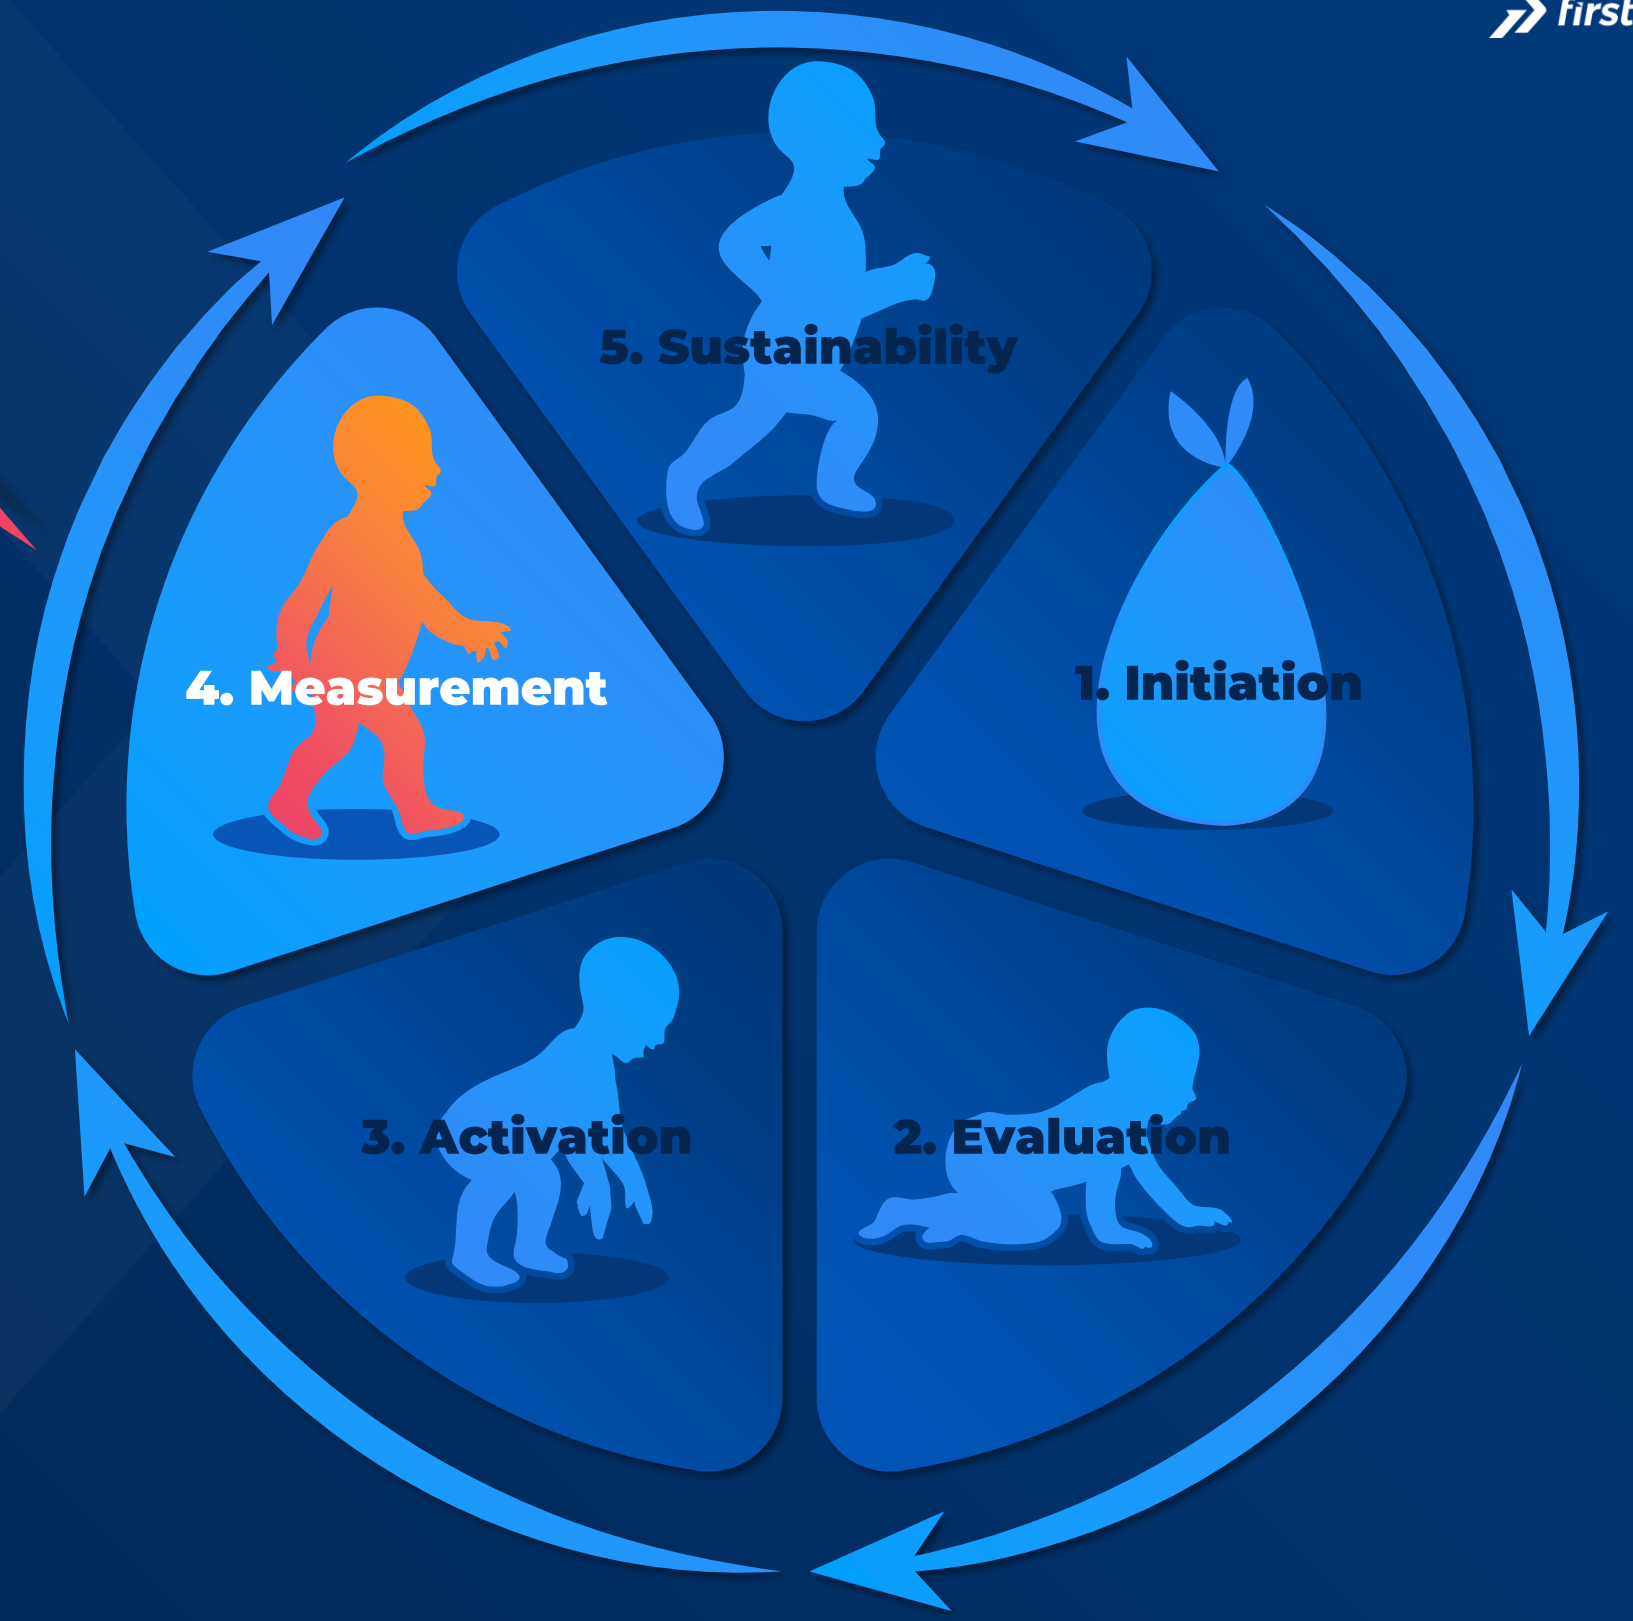 first
5. Sustainability
4. Measurement
1. Initiation
3. Activation
2. Evaluation